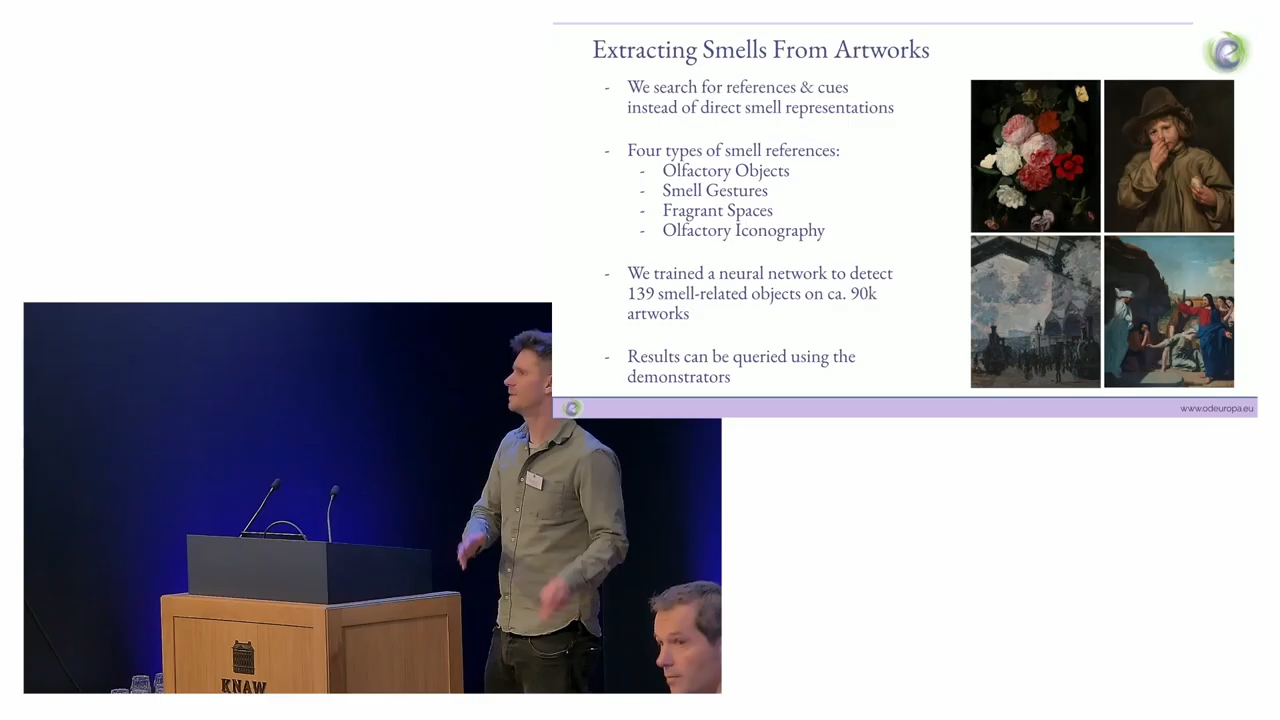 Extracting Smells From Artworks
- We search for references & cues
instead of direct smell representations
- Four types of smell references:
- Olfactory Objects
- Smell Gestures
- Fragrant Spaces
- Olfactory Iconography
- We trained a neural network to detect
139 smell-related objects on ca. 90k
artworks
- Results can be queried using the
demonstrators
www.odeuropa.eu
KNAW